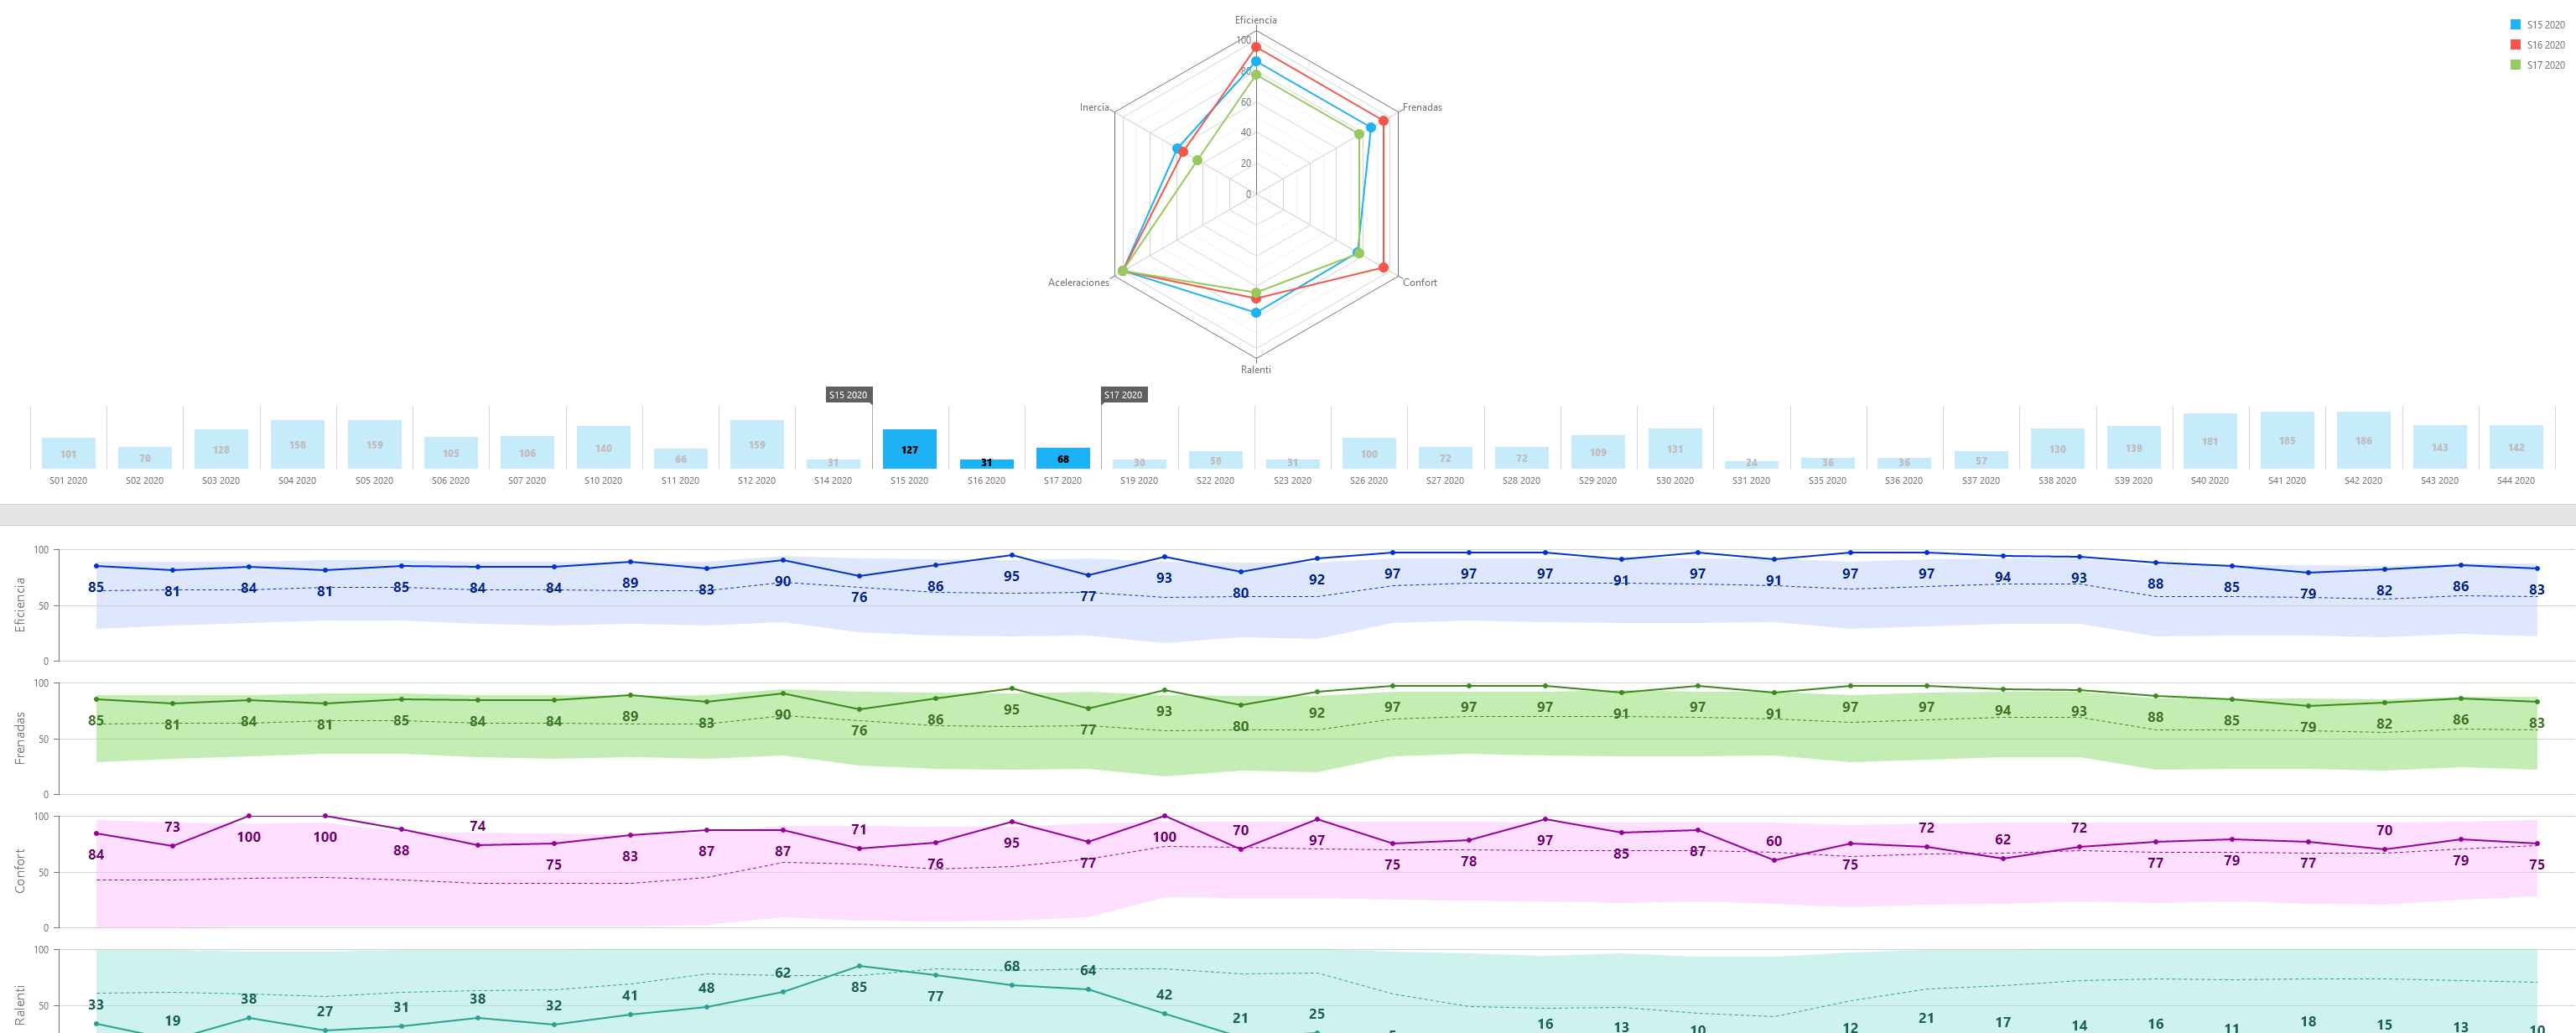 Eficiencia
S15 2020
S16 2020
S17 2020
100
80
60
40
20
0
Inercia
Frenadas
Aceleraciones
Confort
Ralenti
S15 2020
S17 2020
101 70 128 158 159 105 106 140 66 159 31 127 31 68 30 58 31 100 72 72 109 131 24 36 36 57 130 139 181 185 186 143 142
S01 2020 S02 2020 S03 2020 S04 2020 S05 2020 S06 2020 S07 2020 S10 2020 S11 2020 S12 2020 S14 2020 S15 2020 S16 2020 S17 2020 S19 2020 S22 2020 S23 2020 S26 2020 S27 2020 S28 2020 S29 2020 S30 2020 S31 2020 S35 2020 S36 2020 S37 2020 S38 2020 S39 2020 S40 2020 S41 2020 S42 2020 S43 2020 S44 2020
Eficiencia
100
50
0
85 81 84 81 85 84 84 89 83 90 76 86 95 77 93 80 92 97 97 97 91 97 91 97 97 94 93 88 85 79 82 86 83
Frenadas
100
50
0
85 81 84 81 85 84 84 89 83 90 76 86 95 77 93 80 92 97 97 97 91 97 91 97 97 94 93 88 85 79 82 86 83
Confort
100
50
0
84 73 100 100 88 74 75 83 87 87 71 76 95 77 100 70 97 75 78 97 85 87 60 75 72 62 72 77 79 77 70 79 75
Ralenti
100
50
33 19 38 27 31 38 32 41 48 62 85 77 68 64 42 21 25 16 13 10 12 21 17 14 16 11 18 15 13 10